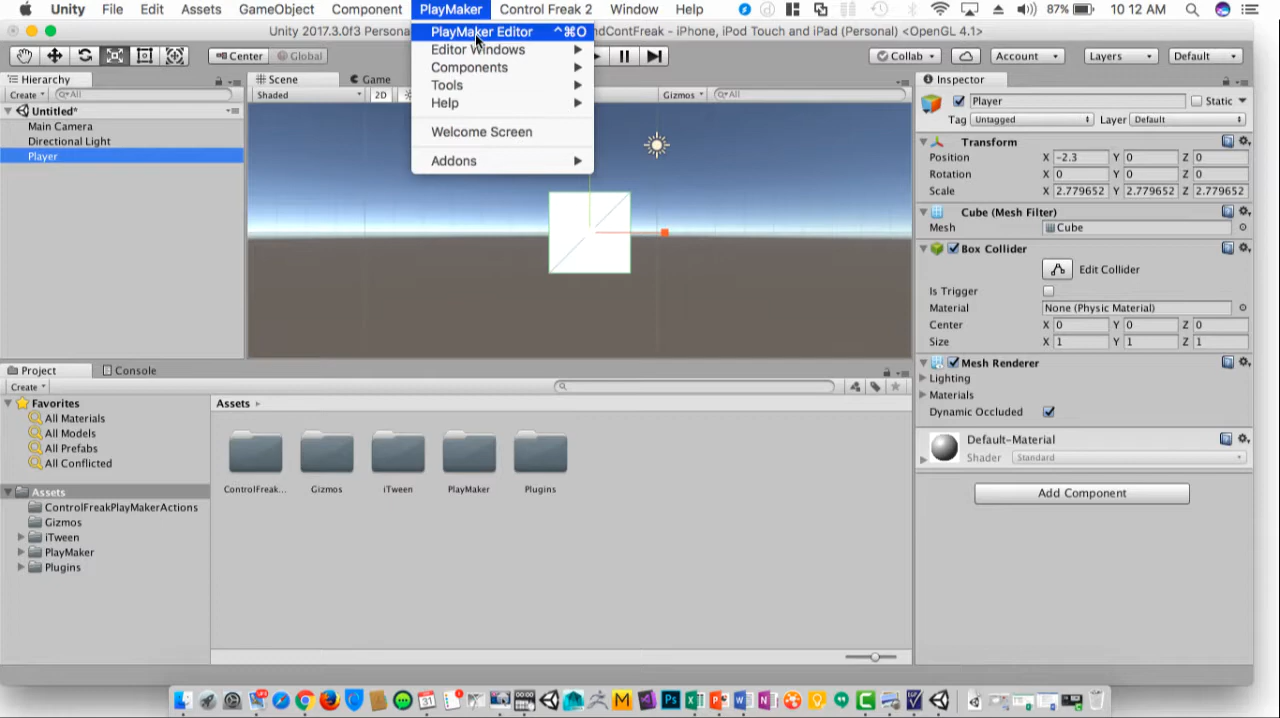 Unity File Edit Assets GameObject Component PlayMaker Control Freak 2 Window Help 87% 10 12 AM
Unity 2017.3.0f3 Persona
ndContFreak - iPhone, iPod Touch and iPad (Personal) <OpenGL 4.1>
PlayMaker Editor ^⌘O
Editor Windows
Components
Tools
Help
Welcome Screen
Addons
Center Global
Collab Account Layers Default
Hierarchy
Create All
Untitled*
Main Camera
Directional Light
Player
Scene Game
Shaded 2D Gizmos All
Inspector
Player Static
Tag Untagged Layer Default
Transform
Position X -2.3 Y 0 Z 0
Rotation X 0 Y 0 Z 0
Scale X 2.779652 Y 2.779652 Z 2.779652
Cube (Mesh Filter)
Mesh Cube
Box Collider
Edit Collider
Is Trigger
Material None (Physic Material)
Center X 0 Y 0 Z 0
Size X 1 Y 1 Z 1
Mesh Renderer
Lighting
Materials
Dynamic Occluded
Default-Material
Shader Standard
Add Component
Project Console
Create
Favorites
All Materials
All Models
All Prefabs
All Conflicted
Assets
ControlFreakPlayMakerActions
Gizmos
iTween
PlayMaker
Plugins
Assets
ControlFreak... Gizmos iTween PlayMaker Plugins